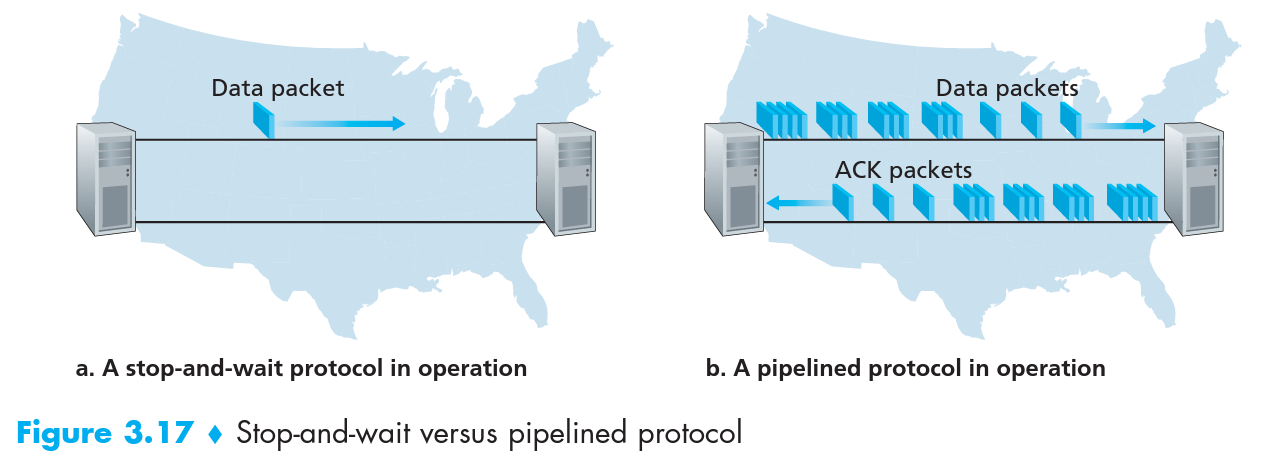 Data packet
Data packets
ACK packets
a. A stop-and-wait protocol in operation
b. A pipelined protocol in operation
Figure 3.17 ♦ Stop-and-wait versus pipelined protocol